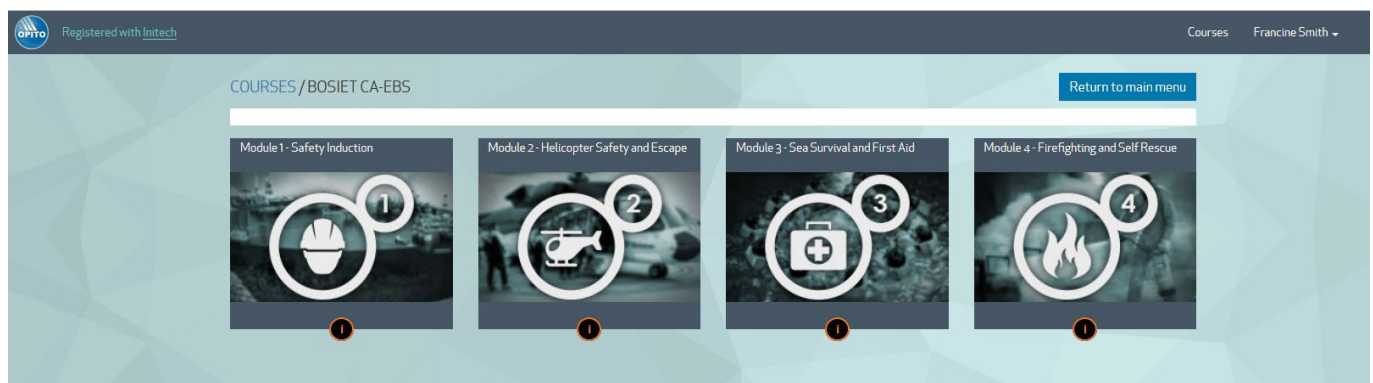 OPITO
Registered with Initech
Courses
Francine Smith
COURSES / BOSIET CA-EBS
Return to main menu
Module 1 - Safety Induction
Module 2 - Helicopter Safety and Escape
Module 3 - Sea Survival and First Aid
Module 4 - Firefighting and Self Rescue
1
2
3
4
i
i
i
i